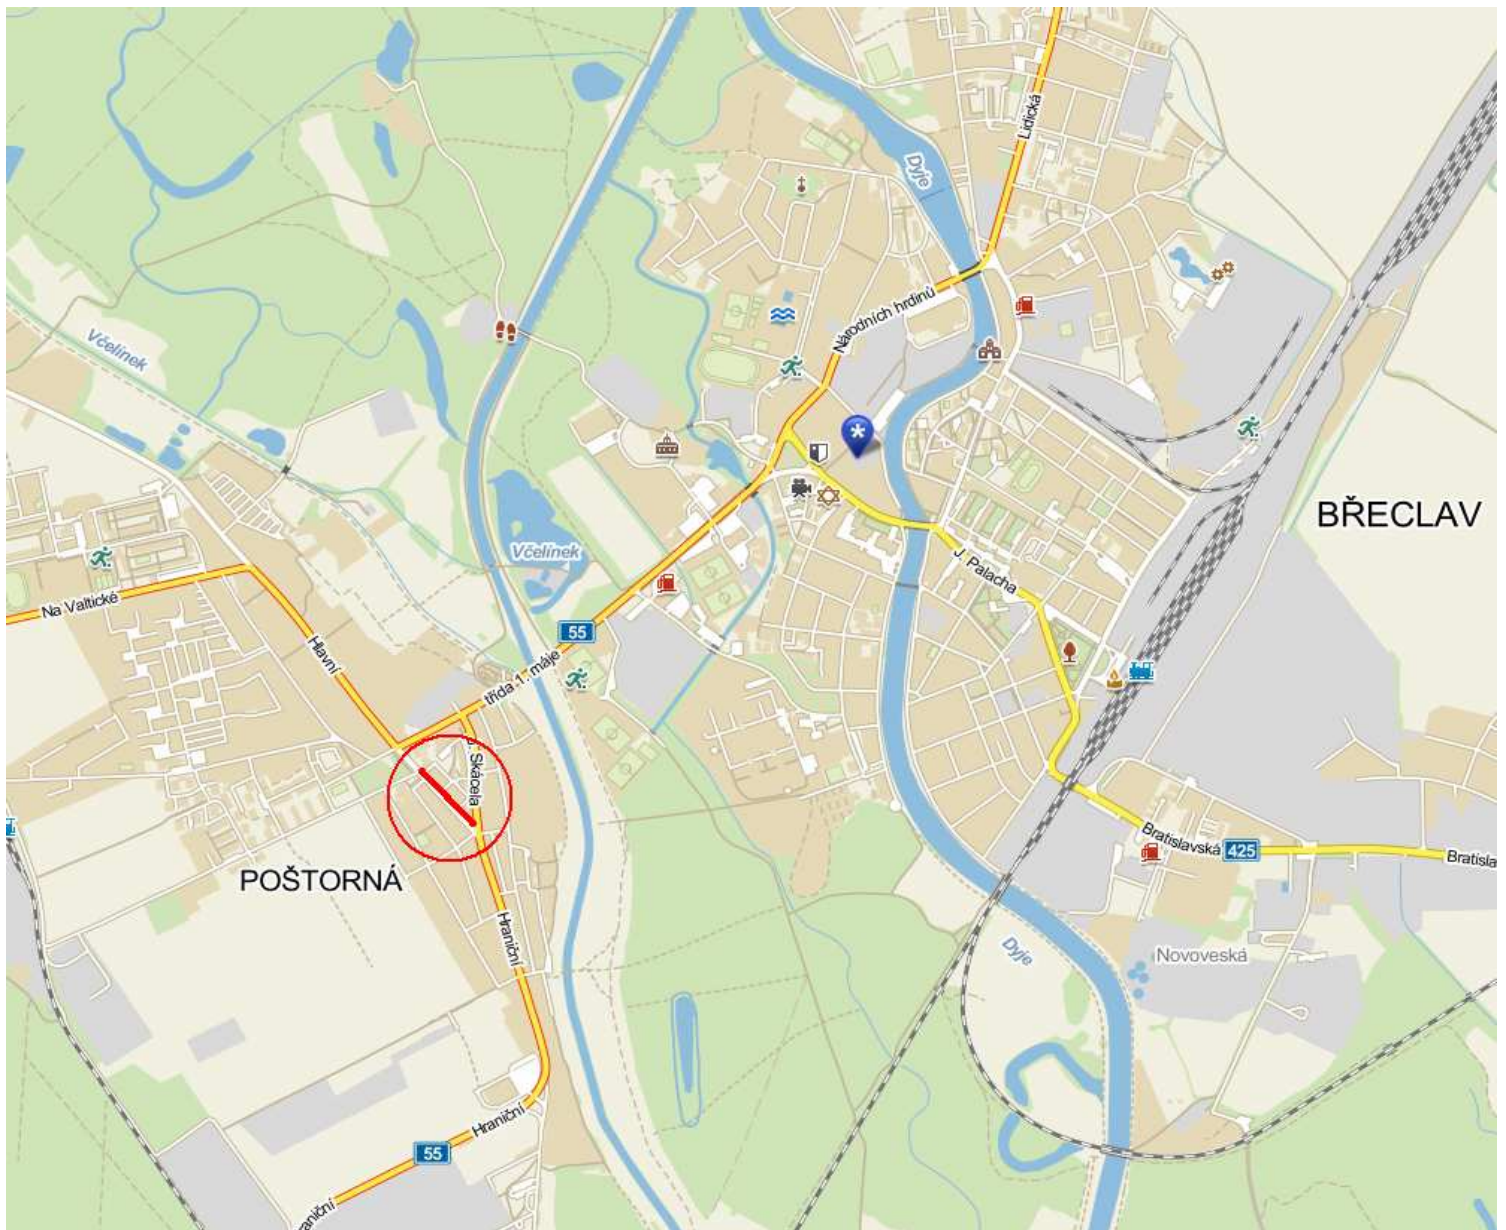 Lidická
Dyje
Národních hrdinů
Včelínek
BŘECLAV
Včelínek
J. Palacha
Na Valtické
55
Hlavní
třída 1. máje
Skácela
Bratislavská
425
Bratisla
POŠTORNÁ
Hraniční
Dyje
Novoveská
Hraniční
55
raniční